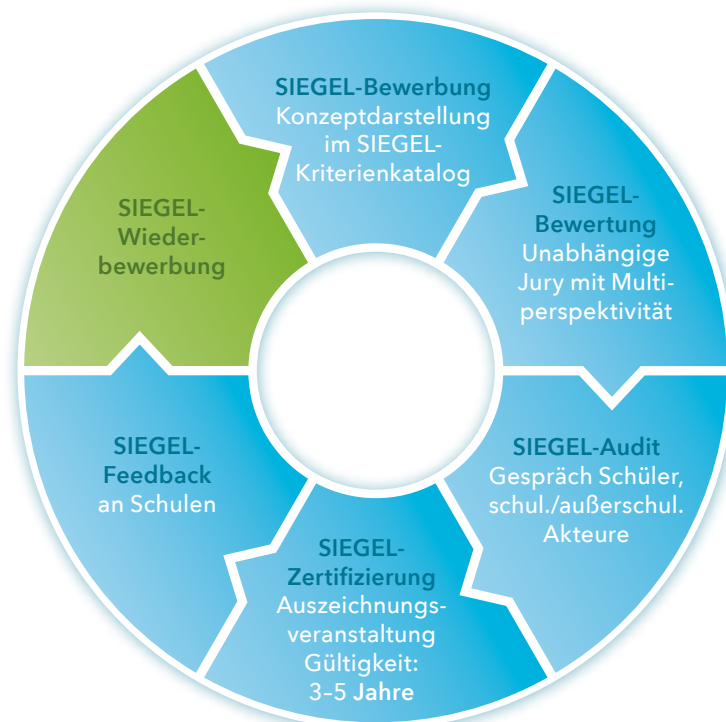 SIEGEL-Bewerbung
Konzeptdarstellung
im SIEGEL-
Kriterienkatalog
SIEGEL-
Bewertung
Unabhängige
Jury mit Multi-
perspektivität
SIEGEL-Audit
Gespräch Schüler,
schul./außerschul.
Akteure
SIEGEL-
Zertifizierung
Auszeichnungs-
veranstaltung
Gültigkeit:
3–5 Jahre
SIEGEL-
Feedback
an Schulen
SIEGEL-
Wieder-
bewerbung